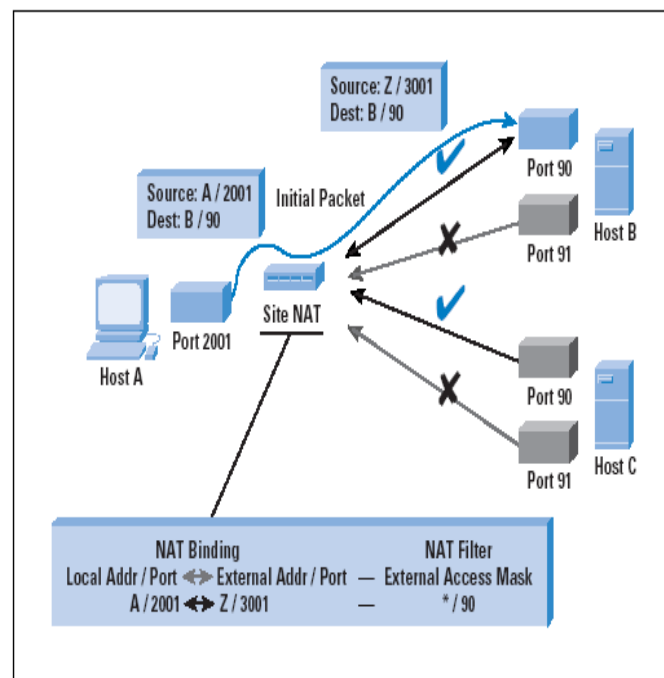 Source: Z / 3001
Dest: B / 90
Source: A / 2001
Dest: B / 90
Initial Packet
Port 90
Host B
Port 91
Site NAT
Port 2001
Host A
Port 90
Host C
Port 91
NAT Binding NAT Filter
Local Addr / Port External Addr / Port — External Access Mask
A / 2001 Z / 3001 — * / 90